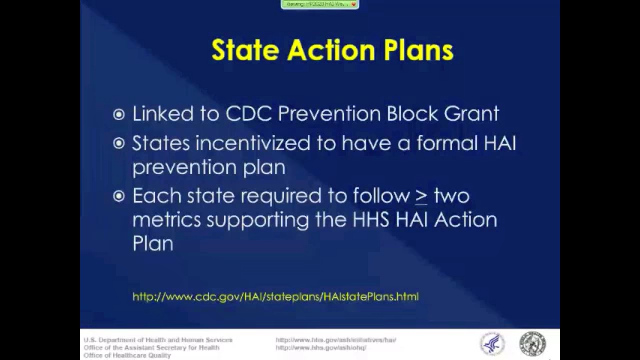 State Action Plans
Linked to CDC Prevention Block Grant
States incentivized to have a formal HAI
prevention plan
Each state required to follow ≥ two
metrics supporting the HHS HAI Action
Plan
http://www.cdc.gov/HAI/stateplans/HAIstatePlans.html
U.S. Department of Health and Human Services
Office of the Assistant Secretary for Health
Office of Healthcare Quality
http://www.hhs.gov/ash/initiatives/hai/
http://www.hhs.gov/ash/ohq/